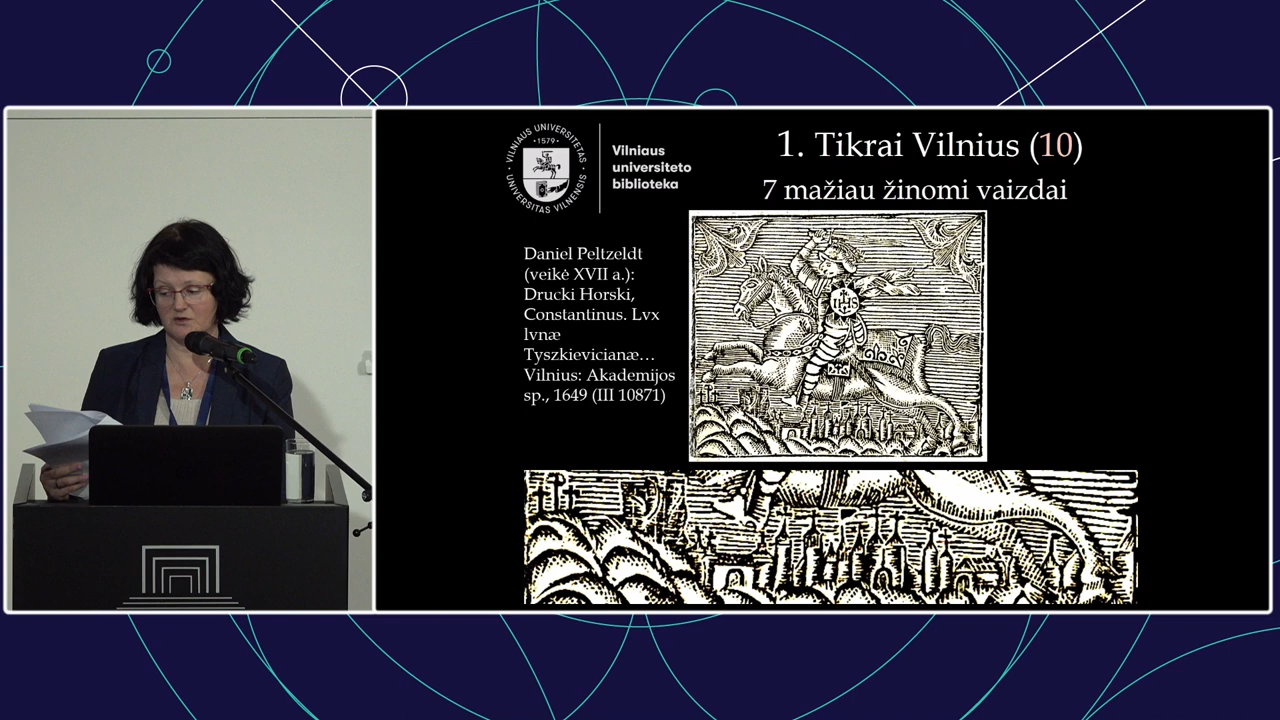 VILNIAUS UNIVERSITETAS
· 1579 ·
UNIVERSITAS VILNENSIS
Vilniaus
universiteto
biblioteka
1. Tikrai Vilnius (10)
7 mažiau žinomi vaizdai
Daniel Peltzeldt
(veikė XVII a.):
Drucki Horski,
Constantinus. Lvx
lvnæ
Tyszkievicianæ…
Vilnius: Akademijos
sp., 1649 (III 10871)
IHS